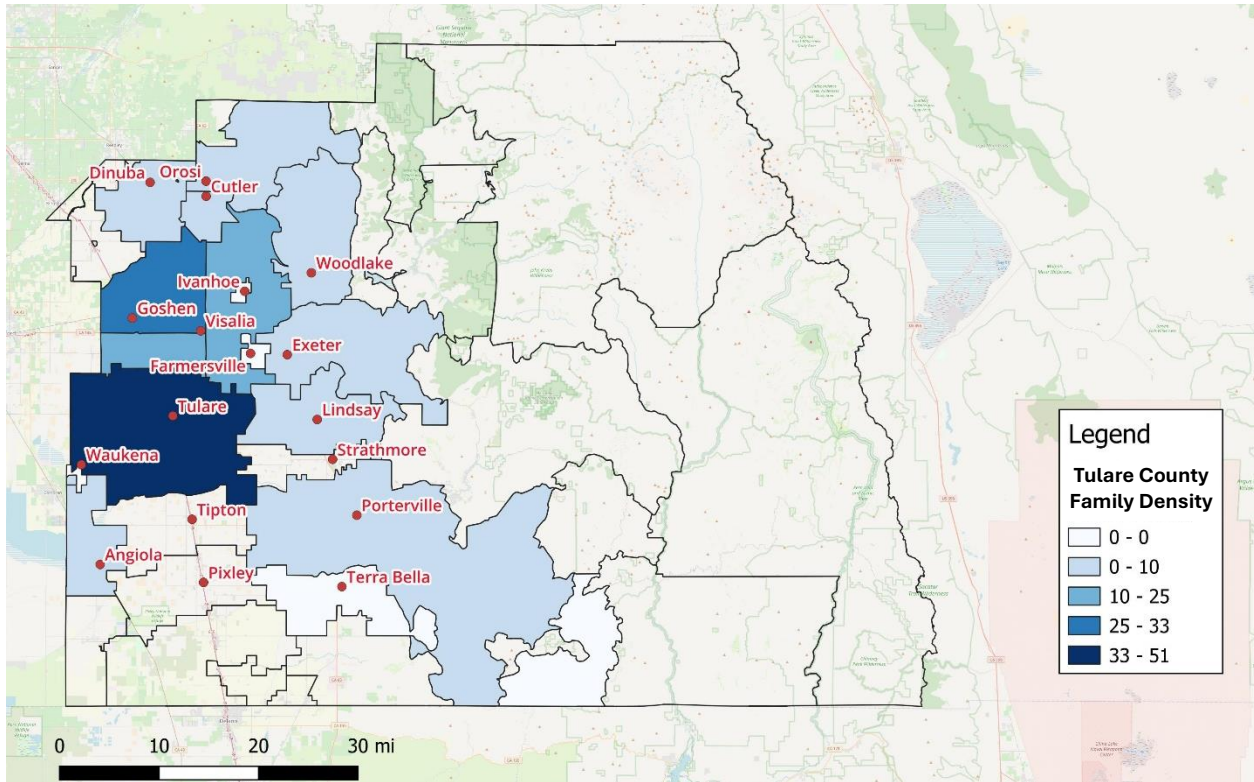 Dinuba
Orosi
Cutler
Woodlake
Ivanhoe
Goshen
Visalia
Exeter
Farmersville
Tulare
Lindsay
Waukena
Strathmore
Tipton
Porterville
Angiola
Pixley
Terra Bella
Legend
Tulare County
Family Density
0 - 0
0 - 10
10 - 25
25 - 33
33 - 51
0 10 20 30 mi